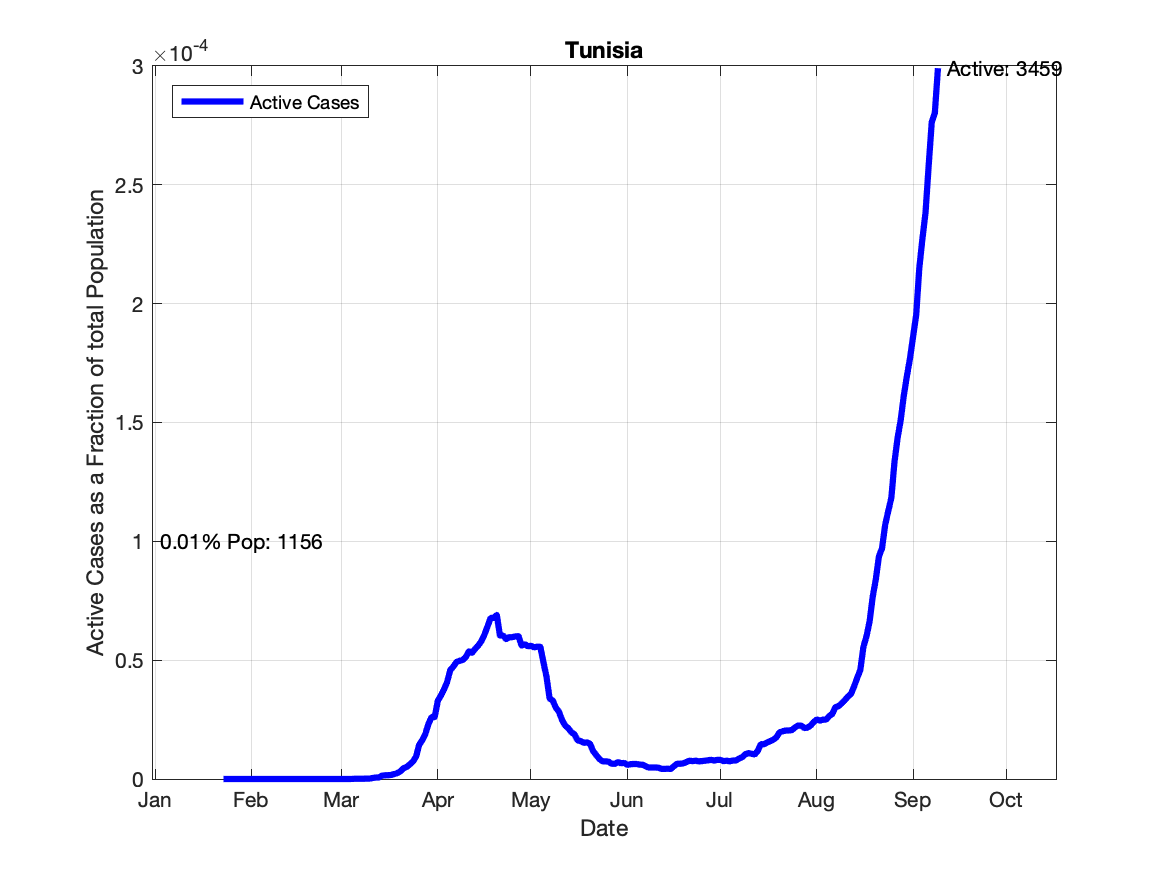 Tunisia
×10-4
3
2.5
2
1.5
1
0.5
0
Active Cases as a Fraction of total Population
Active Cases
Active: 3459
0.01% Pop: 1156
Jan Feb Mar Apr May Jun Jul Aug Sep Oct
Date